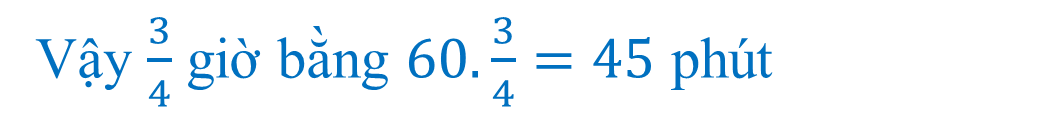 Vậy 3/4 giờ bằng 60. 3/4 = 45 phút